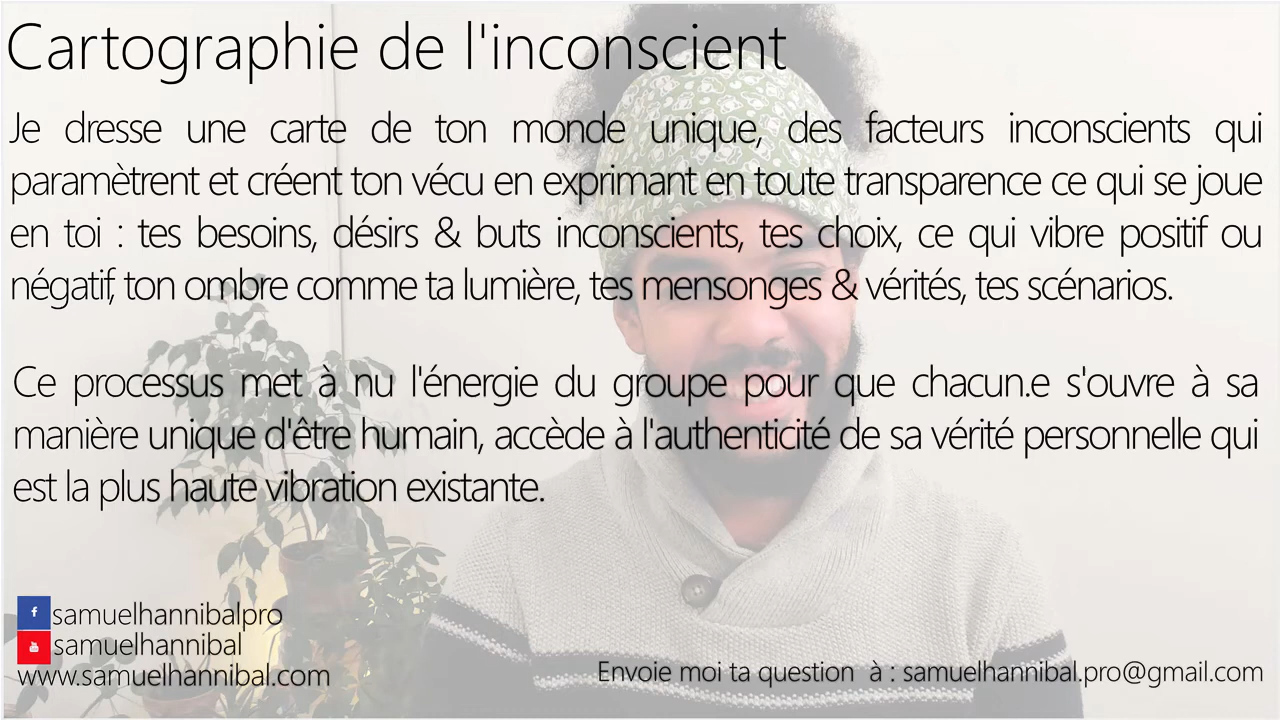 Cartographie de l'inconscient
Je dresse une carte de ton monde unique, des facteurs inconscients qui
paramètrent et créent ton vécu en exprimant en toute transparence ce qui se joue
en toi : tes besoins, désirs & buts inconscients, tes choix, ce qui vibre positif ou
négatif, ton ombre comme ta lumière, tes mensonges & vérités, tes scénarios.
Ce processus met à nu l'énergie du groupe pour que chacun.e s'ouvre à sa
manière unique d'être humain, accède à l'authenticité de sa vérité personnelle qui
est la plus haute vibration existante.
samuelhannibalpro
samuelhannibal
www.samuelhannibal.com
Envoie moi ta question  à : samuelhannibal.pro@gmail.com